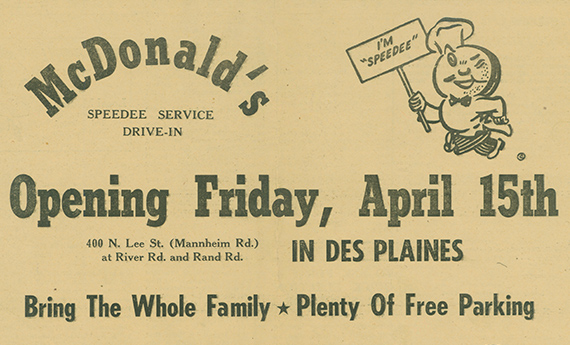 McDonald's
SPEEDEE SERVICE
DRIVE-IN
I'M
"SPEEDEE"
©
Opening Friday, April 15th
400 N. Lee St. (Mannheim Rd.)
at River Rd. and Rand Rd.
IN DES PLAINES
Bring The Whole Family ★ Plenty Of Free Parking